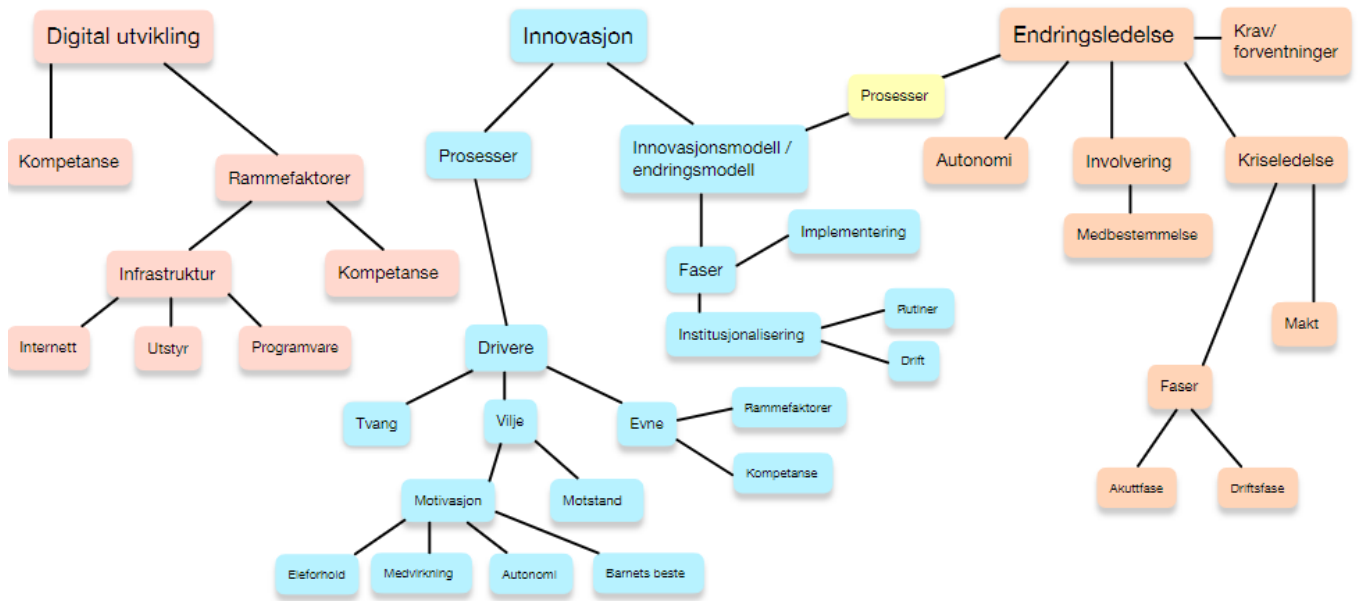 Digital utvikling
Innovasjon
Endringsledelse
Krav/
forventninger
Prosesser
Kompetanse
Rammefaktorer
Prosesser
Innovasjonsmodell /
endringsmodell
Autonomi
Involvering
Kriseledelse
Medbestemmelse
Infrastruktur
Kompetanse
Faser
Implementering
Internett
Utstyr
Programvare
Drivere
Institusjonalisering
Rutiner
Drift
Makt
Faser
Tvang
Vilje
Evne
Rammefaktorer
Kompetanse
Motivasjon
Motstand
Akuttfase
Driftsfase
Eieforhold
Medvirkning
Autonomi
Barnets beste